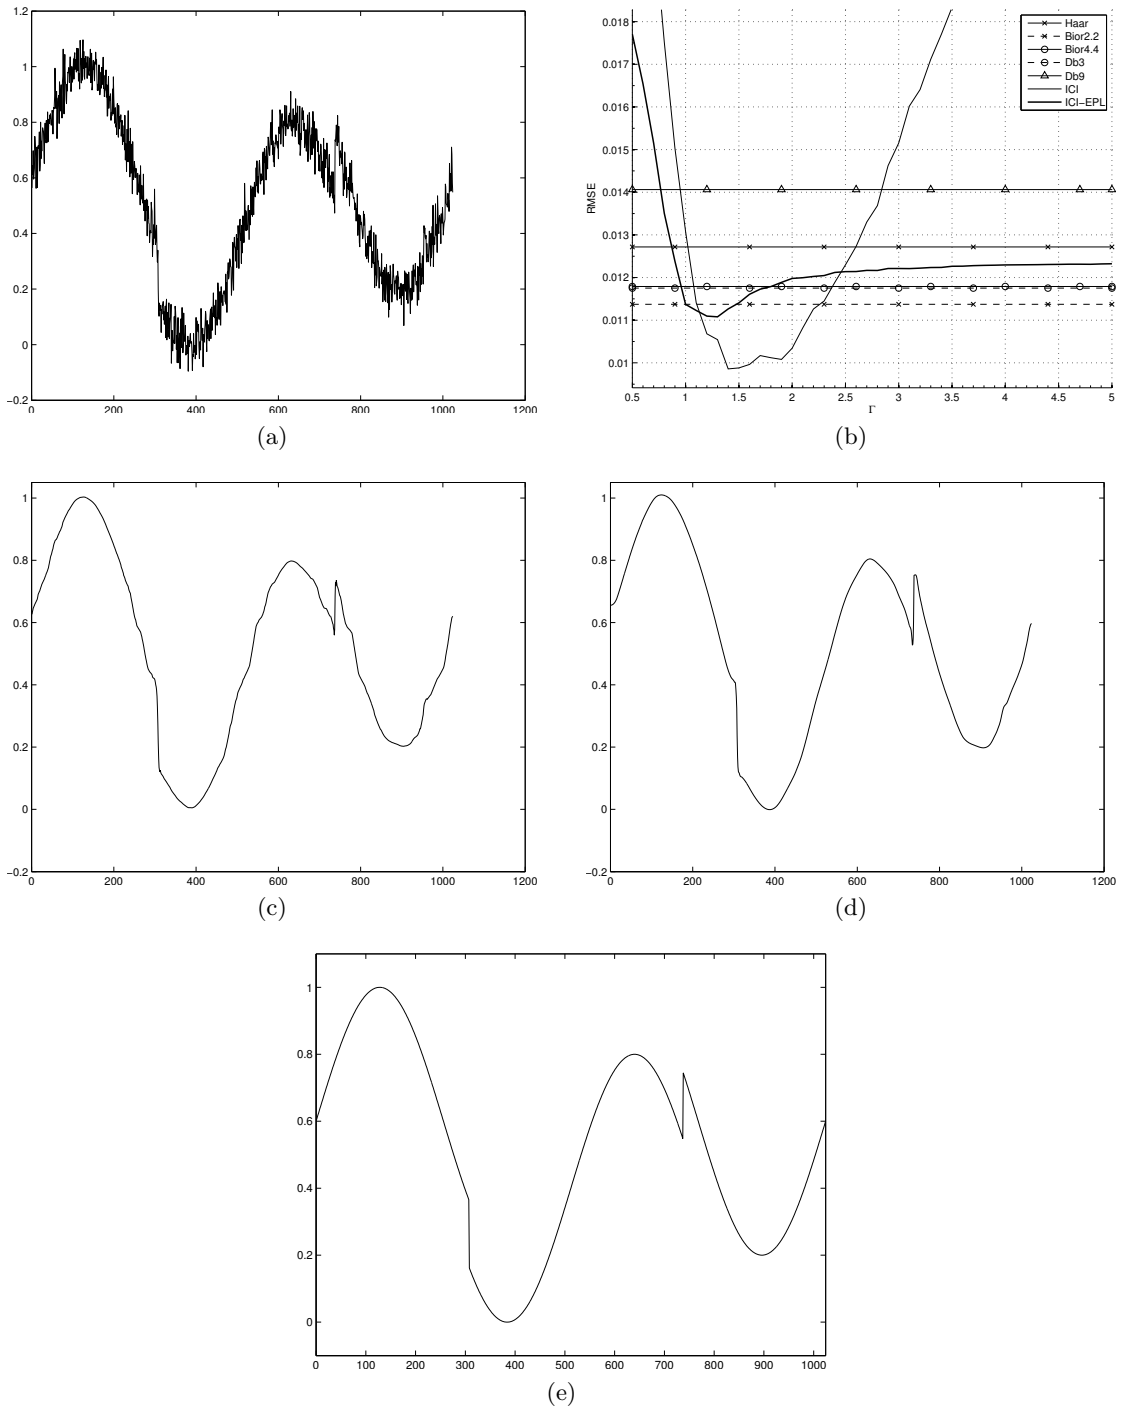 1.2
1
0.8
0.6
0.4
0.2
0
−0.2
0 200 400 600 800 1000 1200
(a)
0.018
0.017
0.016
0.015
0.014
0.013
0.012
0.011
0.01
RMSE
0.5 1 1.5 2 2.5 3 3.5 4 4.5 5
Γ
Haar
Bior2.2
Bior4.4
Db3
Db9
ICI
ICI−EPL
(b)
1
0.8
0.6
0.4
0.2
0
−0.2
0 200 400 600 800 1000 1200
(c)
1
0.8
0.6
0.4
0.2
0
−0.2
0 200 400 600 800 1000 1200
(d)
1
0.8
0.6
0.4
0.2
0
0 100 200 300 400 500 600 700 800 900 1000
(e)